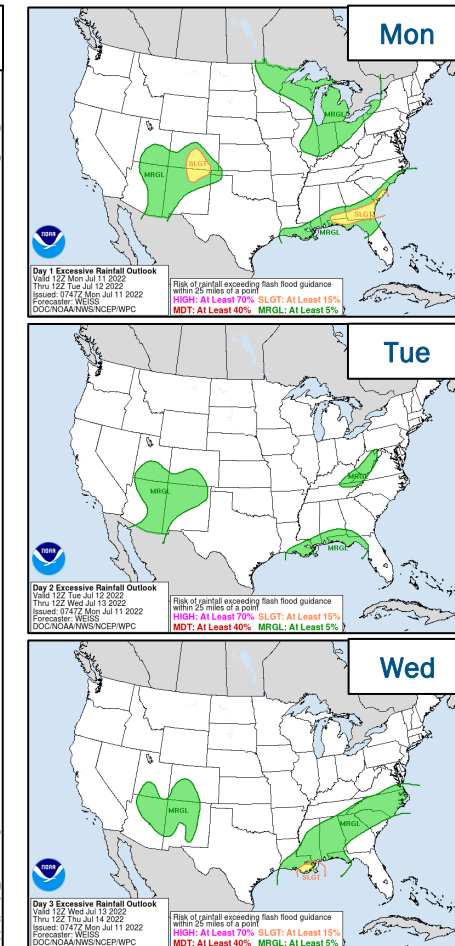 Mon
MRGL
MRGL
SLGT
SLGT
MRGL
NOAA
Day 1 Excessive Rainfall Outlook
Valid 12Z Mon Jul 11 2022
Thru 12Z Tue Jul 12 2022
Issued: 0747Z Mon Jul 11 2022
Forecaster: WEISS
DOC/NOAA/NWS/NCEP/WPC
Risk of rainfall exceeding flash flood guidance
within 25 miles of a point
HIGH: At Least 70% SLGT: At Least 15%
MDT: At Least 40% MRGL: At Least 5%
Tue
MRGL
MRGL
MRGL
NOAA
Day 2 Excessive Rainfall Outlook
Valid 12Z Tue Jul 12 2022
Thru 12Z Wed Jul 13 2022
Issued: 0747Z Mon Jul 11 2022
Forecaster: WEISS
DOC/NOAA/NWS/NCEP/WPC
Risk of rainfall exceeding flash flood guidance
within 25 miles of a point
HIGH: At Least 70% SLGT: At Least 15%
MDT: At Least 40% MRGL: At Least 5%
Wed
MRGL
MRGL
SLGT
NOAA
Day 3 Excessive Rainfall Outlook
Valid 12Z Wed Jul 13 2022
Thru 12Z Thu Jul 14 2022
Issued: 0747Z Mon Jul 11 2022
Forecaster: WEISS
DOC/NOAA/NWS/NCEP/WPC
Risk of rainfall exceeding flash flood guidance
within 25 miles of a point
HIGH: At Least 70% SLGT: At Least 15%
MDT: At Least 40% MRGL: At Least 5%